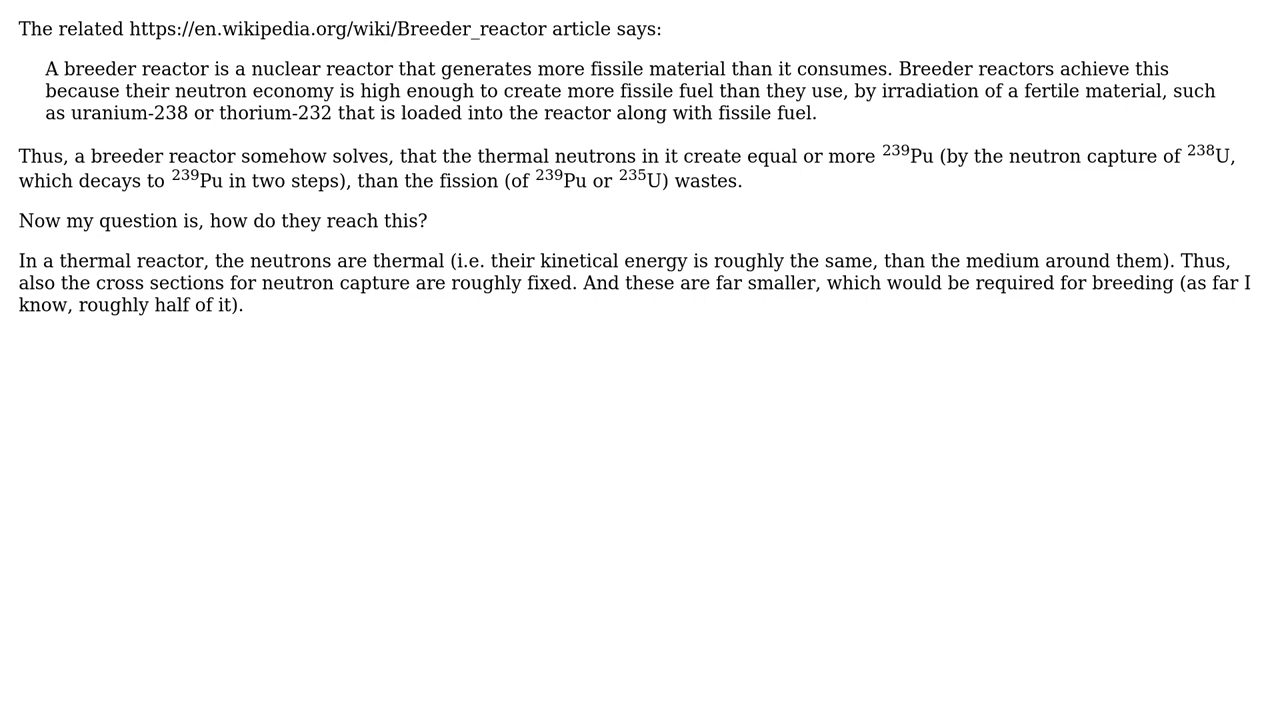 The related https://en.wikipedia.org/wiki/Breeder_reactor article says:
A breeder reactor is a nuclear reactor that generates more fissile material than it consumes. Breeder reactors achieve this
because their neutron economy is high enough to create more fissile fuel than they use, by irradiation of a fertile material, such
as uranium-238 or thorium-232 that is loaded into the reactor along with fissile fuel.
Thus, a breeder reactor somehow solves, that the thermal neutrons in it create equal or more ²³⁹Pu (by the neutron capture of ²³⁸U,
which decays to ²³⁹Pu in two steps), than the fission (of ²³⁹Pu or ²³⁵U) wastes.
Now my question is, how do they reach this?
In a thermal reactor, the neutrons are thermal (i.e. their kinetical energy is roughly the same, than the medium around them). Thus,
also the cross sections for neutron capture are roughly fixed. And these are far smaller, which would be required for breeding (as far I
know, roughly half of it).